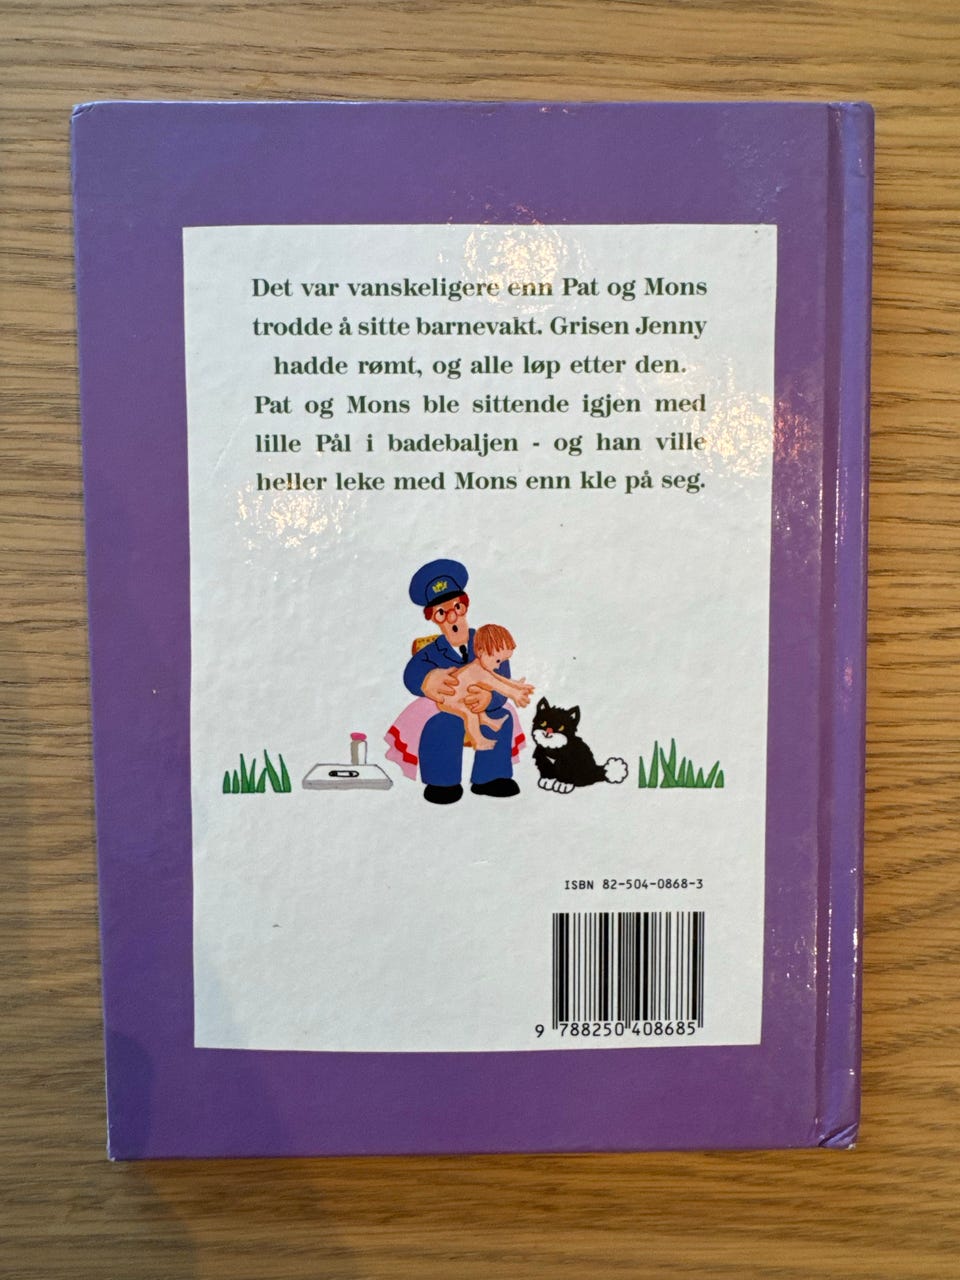 Det var vanskeligere enn Pat og Mons
trodde å sitte barnevakt. Grisen Jenny
hadde rømt, og alle løp etter den.
Pat og Mons ble sittende igjen med
lille Pål i badebaljen - og han ville
heller leke med Mons enn kle på seg.
ISBN 82-504-0868-3
9 788250 408685